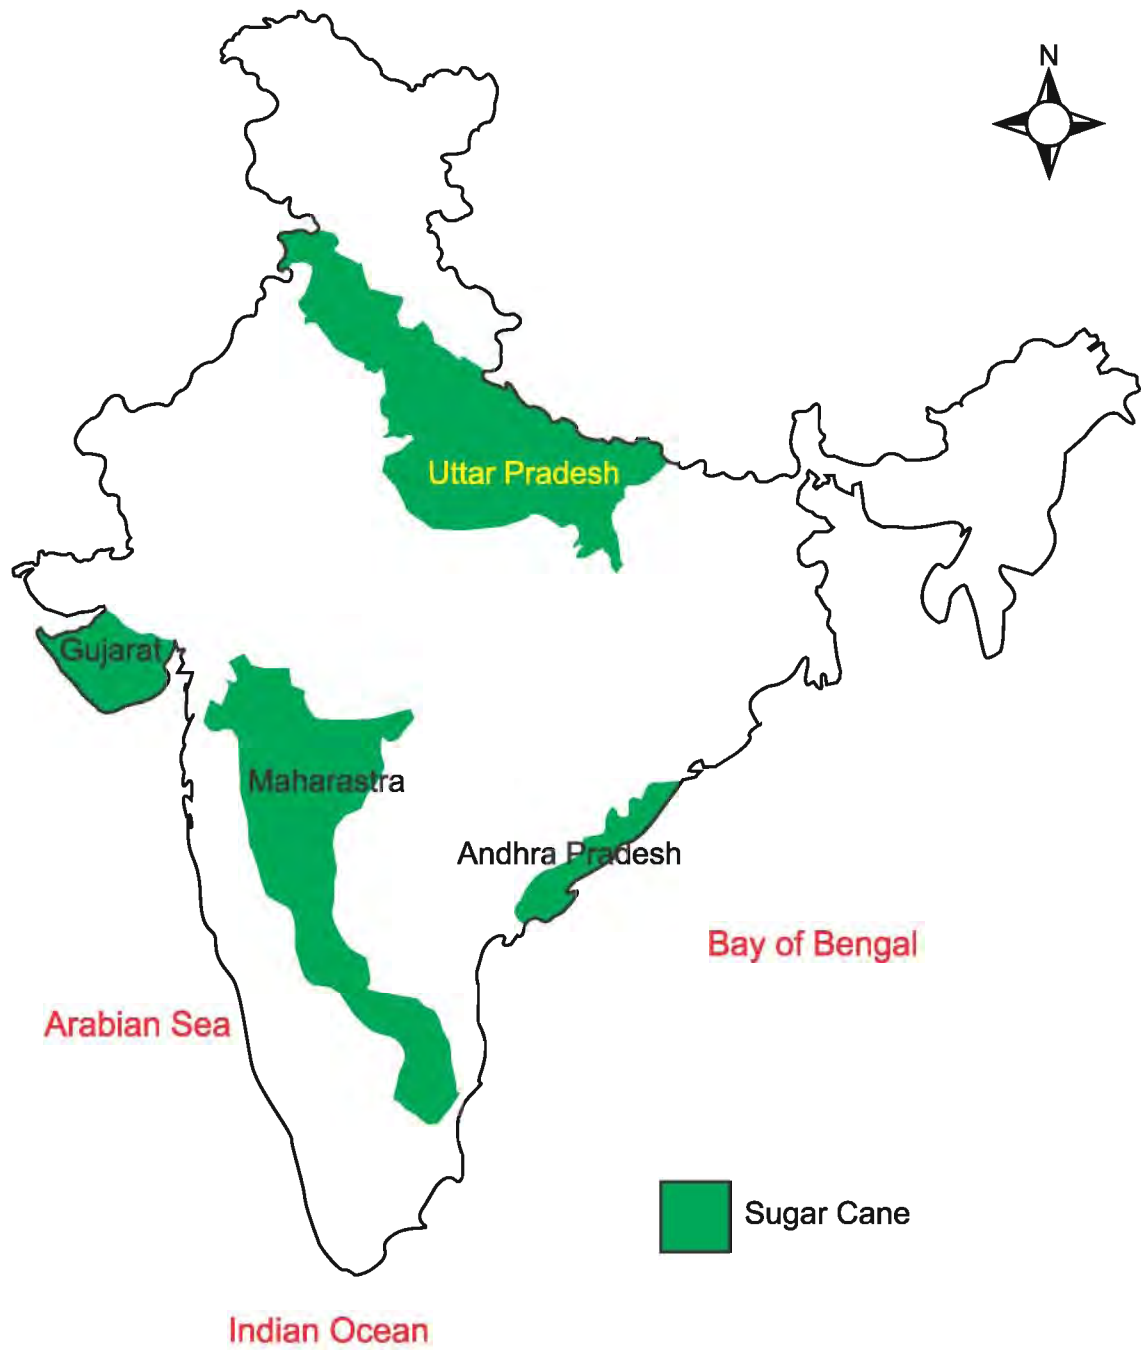 N
Uttar Pradesh
Gujarat
Maharastra
Andhra Pradesh
Bay of Bengal
Arabian Sea
Sugar Cane
Indian Ocean